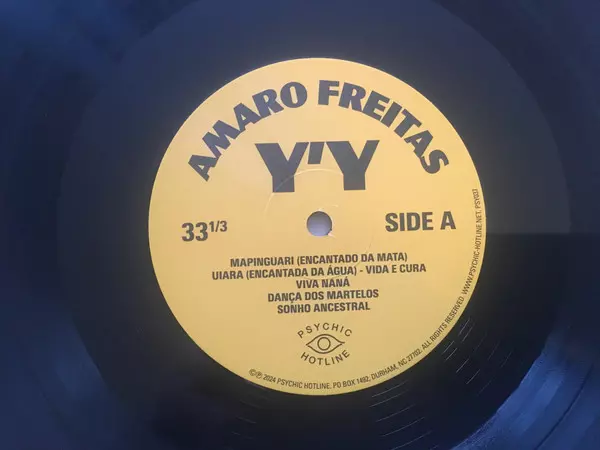 AMARO FREITAS
Y'Y
33 1/3
SIDE A
MAPINGUARI (ENCANTADO DA MATA)
UIARA (ENCANTADA DA ÁGUA) - VIDA E CURA
VIVA NANÃ
DANÇA DOS MARTELOS
SONHO ANCESTRAL
PSYCHIC
HOTLINE
©℗ 2024 PSYCHIC HOTLINE. PO BOX 1492, DURHAM, NC 27702. ALL RIGHTS RESERVED WWW.PSYCHIC-HOTLINE.NET.